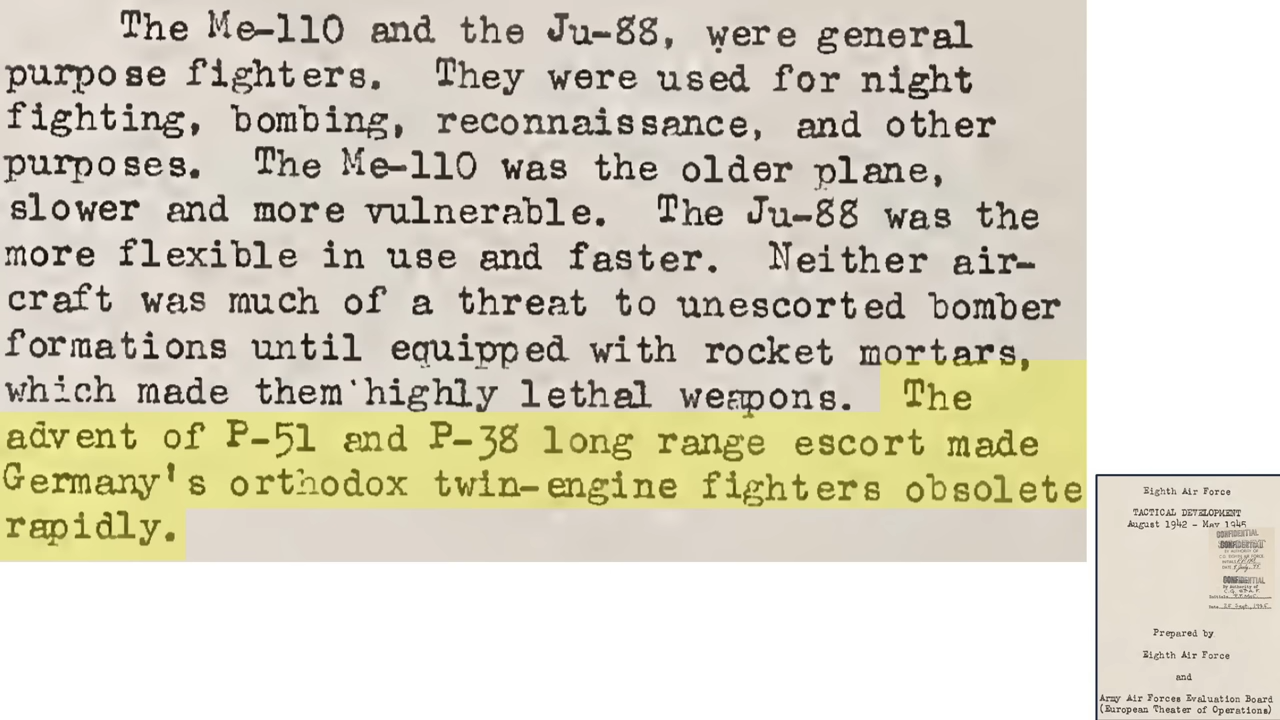 The Me-110 and the Ju-88, were general
purpose fighters. They were used for night
fighting, bombing, reconnaissance, and other
purposes. The Me-110 was the older plane,
slower and more vulnerable. The Ju-88 was the
more flexible in use and faster. Neither air-
craft was much of a threat to unescorted bomber
formations until equipped with rocket mortars,
which made them highly lethal weapons. The
advent of P-51 and P-38 long range escort made
Germany's orthodox twin-engine fighters obsolete
rapidly.
Eighth Air Force
TACTICAL DEVELOPMENT
August 1942 - May 1945
CONFIDENTIAL
CONFIDENTIAL
CONFIDENTIAL
By Authority of
Prepared by
Eighth Air Force
and
Army Air Forces Evaluation Board
(European Theater of Operations)